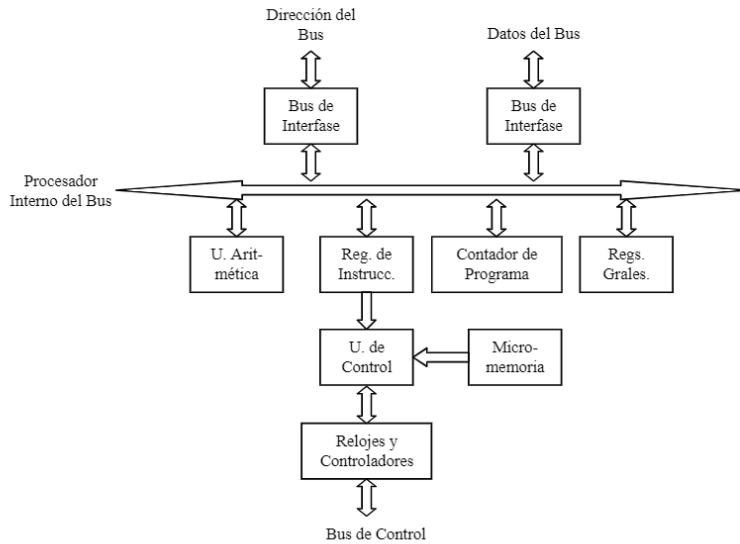 Dirección del
Bus
Datos del Bus
Bus de
Interfase
Bus de
Interfase
Procesador
Interno del Bus
U. Arit-
mética
Reg. de
Instrucc.
Contador de
Programa
Regs.
Grales.
U. de
Control
Micro-
memoria
Relojes y
Controladores
Bus de Control